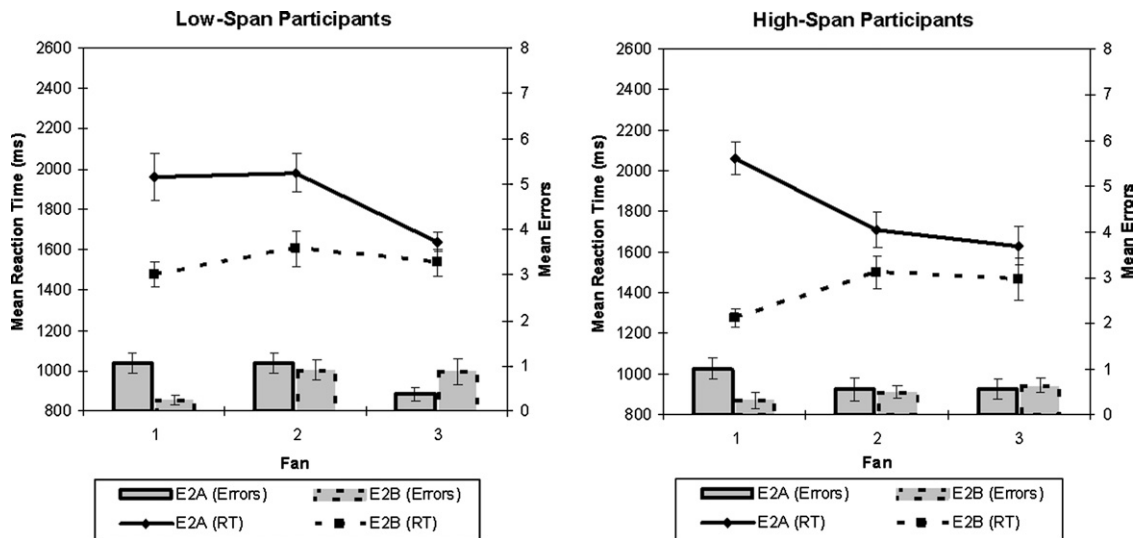 Low-Span Participants
2600
2400
2200
2000
1800
1600
1400
1200
1000
800
Mean Reaction Time (ms)
8
7
6
5
4
3
2
1
0
Mean Errors
1 2 3
Fan
E2A (Errors) E2B (Errors)
E2A (RT) E2B (RT)
High-Span Participants
2600
2400
2200
2000
1800
1600
1400
1200
1000
800
Mean Reaction Time (ms)
8
7
6
5
4
3
2
1
0
Mean Errors
1 2 3
Fan
E2A (Errors) E2B (Errors)
E2A (RT) E2B (RT)